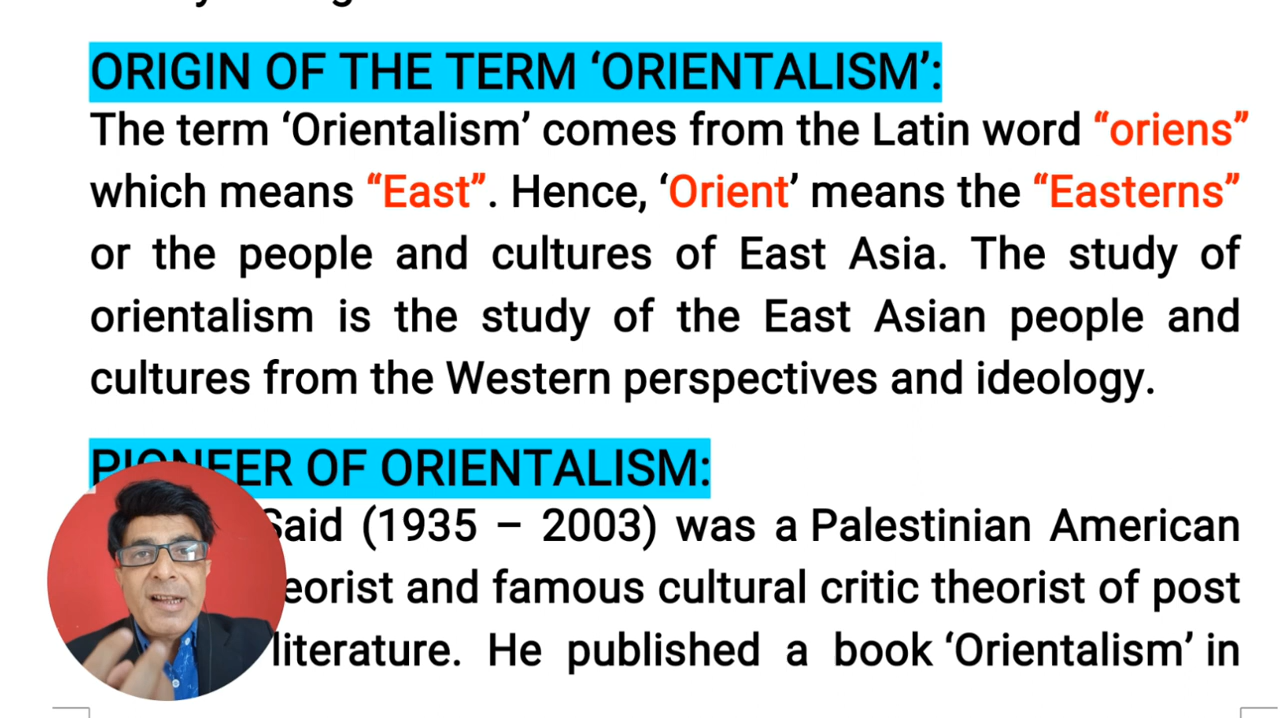 ORIGIN OF THE TERM ‘ORIENTALISM’:
The term ‘Orientalism’ comes from the Latin word “oriens”
which means “East”. Hence, ‘Orient’ means the “Easterns”
or the people and cultures of East Asia. The study of
orientalism is the study of the East Asian people and
cultures from the Western perspectives and ideology.
PIONEER OF ORIENTALISM:
Said (1935 – 2003) was a Palestinian American
and famous cultural critic theorist of post
literature. He published a book ‘Orientalism’ in